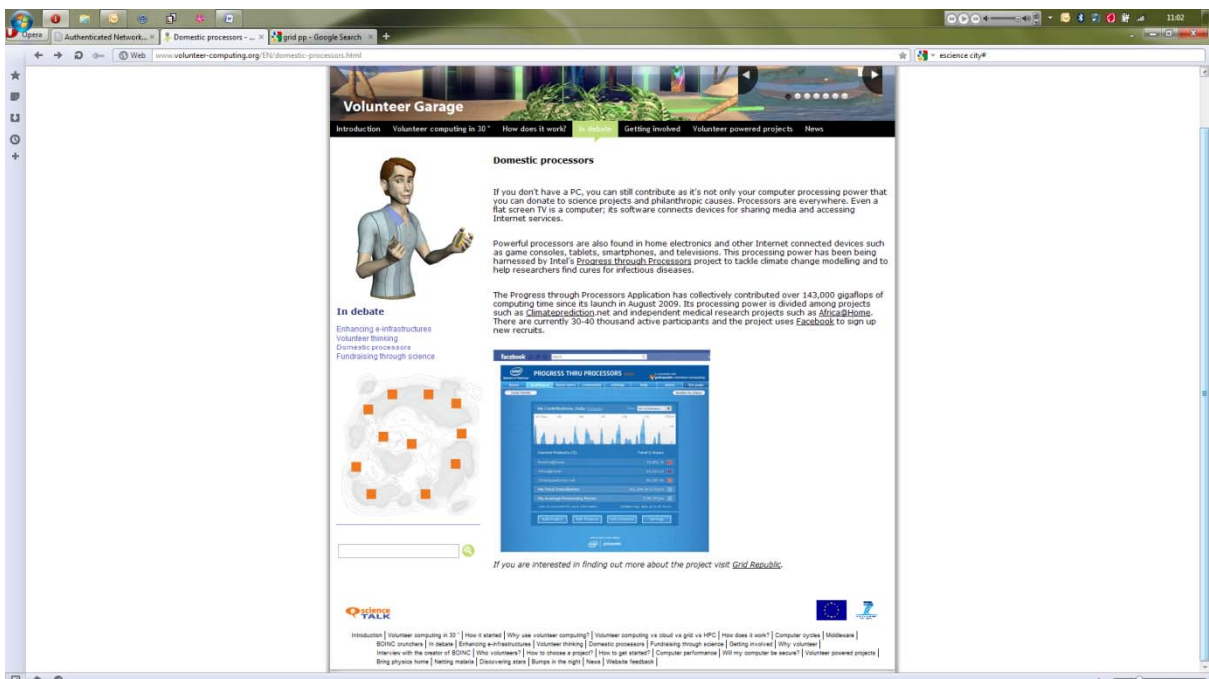 11:02
Opera
Authenticated Network...
Domestic processors - ...
grid pp - Google Search
Web
www.volunteer-computing.org/EN/domestic-processors.html
escience city#
Volunteer Garage
Introduction
Volunteer computing in 30 "
How does it work?
In debate
Getting involved
Volunteer powered projects
News
Domestic processors
If you don't have a PC, you can still contribute as it's not only your computer processing power that
you can donate to science projects and philanthropic causes. Processors are everywhere. Even a
flat screen TV is a computer; its software connects devices for sharing media and accessing
Internet services.
Powerful processors are also found in home electronics and other Internet connected devices such
as game consoles, tablets, smartphones, and televisions. This processing power has been being
harnessed by Intel's Progress through Processors project to tackle climate change modelling and to
help researchers find cures for infectious diseases.
The Progress through Processors Application has collectively contributed over 143,000 gigaflops of
computing time since its launch in August 2009. Its processing power is divided among projects
such as Climateprediction.net and independent medical research projects such as Africa@Home.
There are currently 30-40 thousand active participants and the project uses Facebook to sign up
new recruits.
In debate
Enhancing e-infrastructures
Volunteer thinking
Domestic processors
Fundraising through science
facebook
PROGRESS THRU PROCESSORS
If you are interested in finding out more about the project visit Grid Republic.
science
TALK
Introduction | Volunteer computing in 30 " | How it started | Why use volunteer computing? | Volunteer computing vs cloud vs grid vs HPC | How does it work? | Computer cycles | Middleware |
BOINC crunchers | In debate | Enhancing e-infrastructures | Volunteer thinking | Domestic processors | Fundraising through science | Getting involved | Why volunteer |
Interview with the creator of BOINC | Who volunteers? | How to choose a project? | How to get started? | Computer performance | Will my computer be secure? | Volunteer powered projects |
Bring physics home | Netting malaria | Discovering stars | Bumps in the night | News | Website feedback |